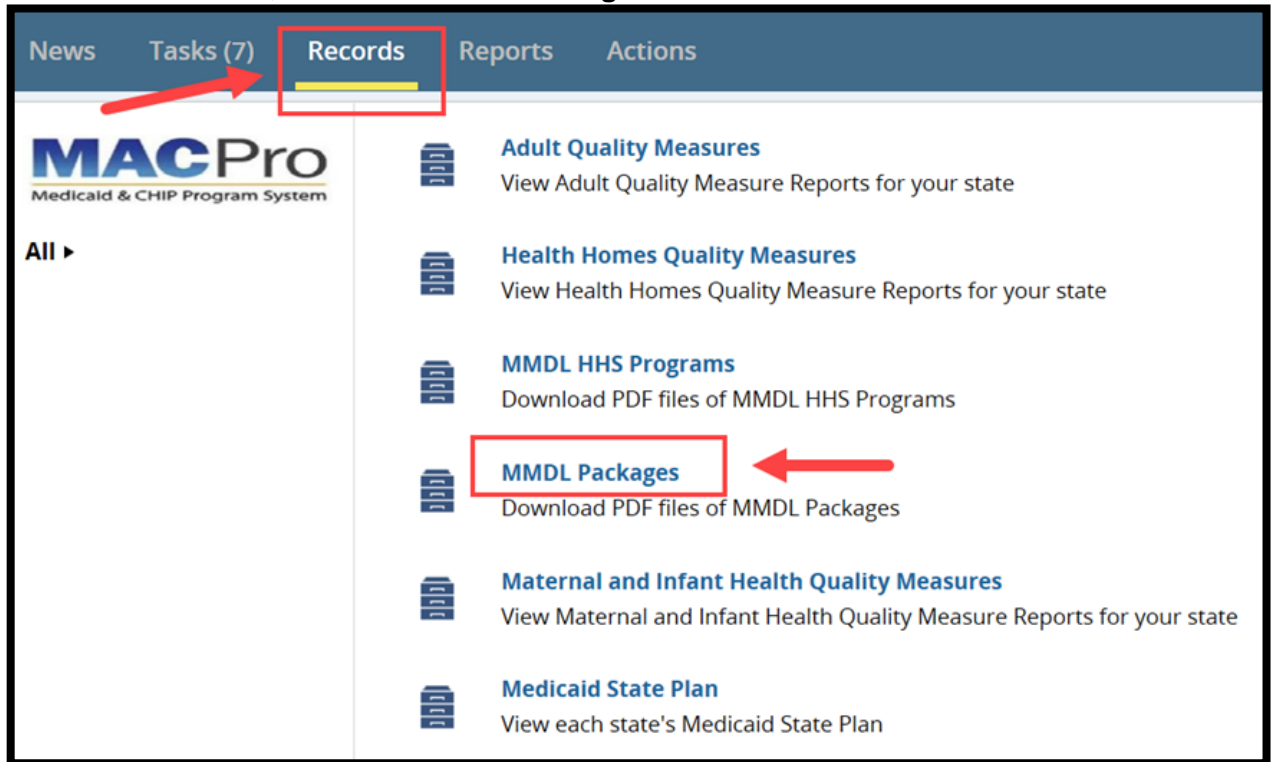 News Tasks (7) Records Reports Actions
MACPro
Medicaid & CHIP Program System
All ▸
Adult Quality Measures
View Adult Quality Measure Reports for your state
Health Homes Quality Measures
View Health Homes Quality Measure Reports for your state
MMDL HHS Programs
Download PDF files of MMDL HHS Programs
MMDL Packages
Download PDF files of MMDL Packages
Maternal and Infant Health Quality Measures
View Maternal and Infant Health Quality Measure Reports for your state
Medicaid State Plan
View each state's Medicaid State Plan